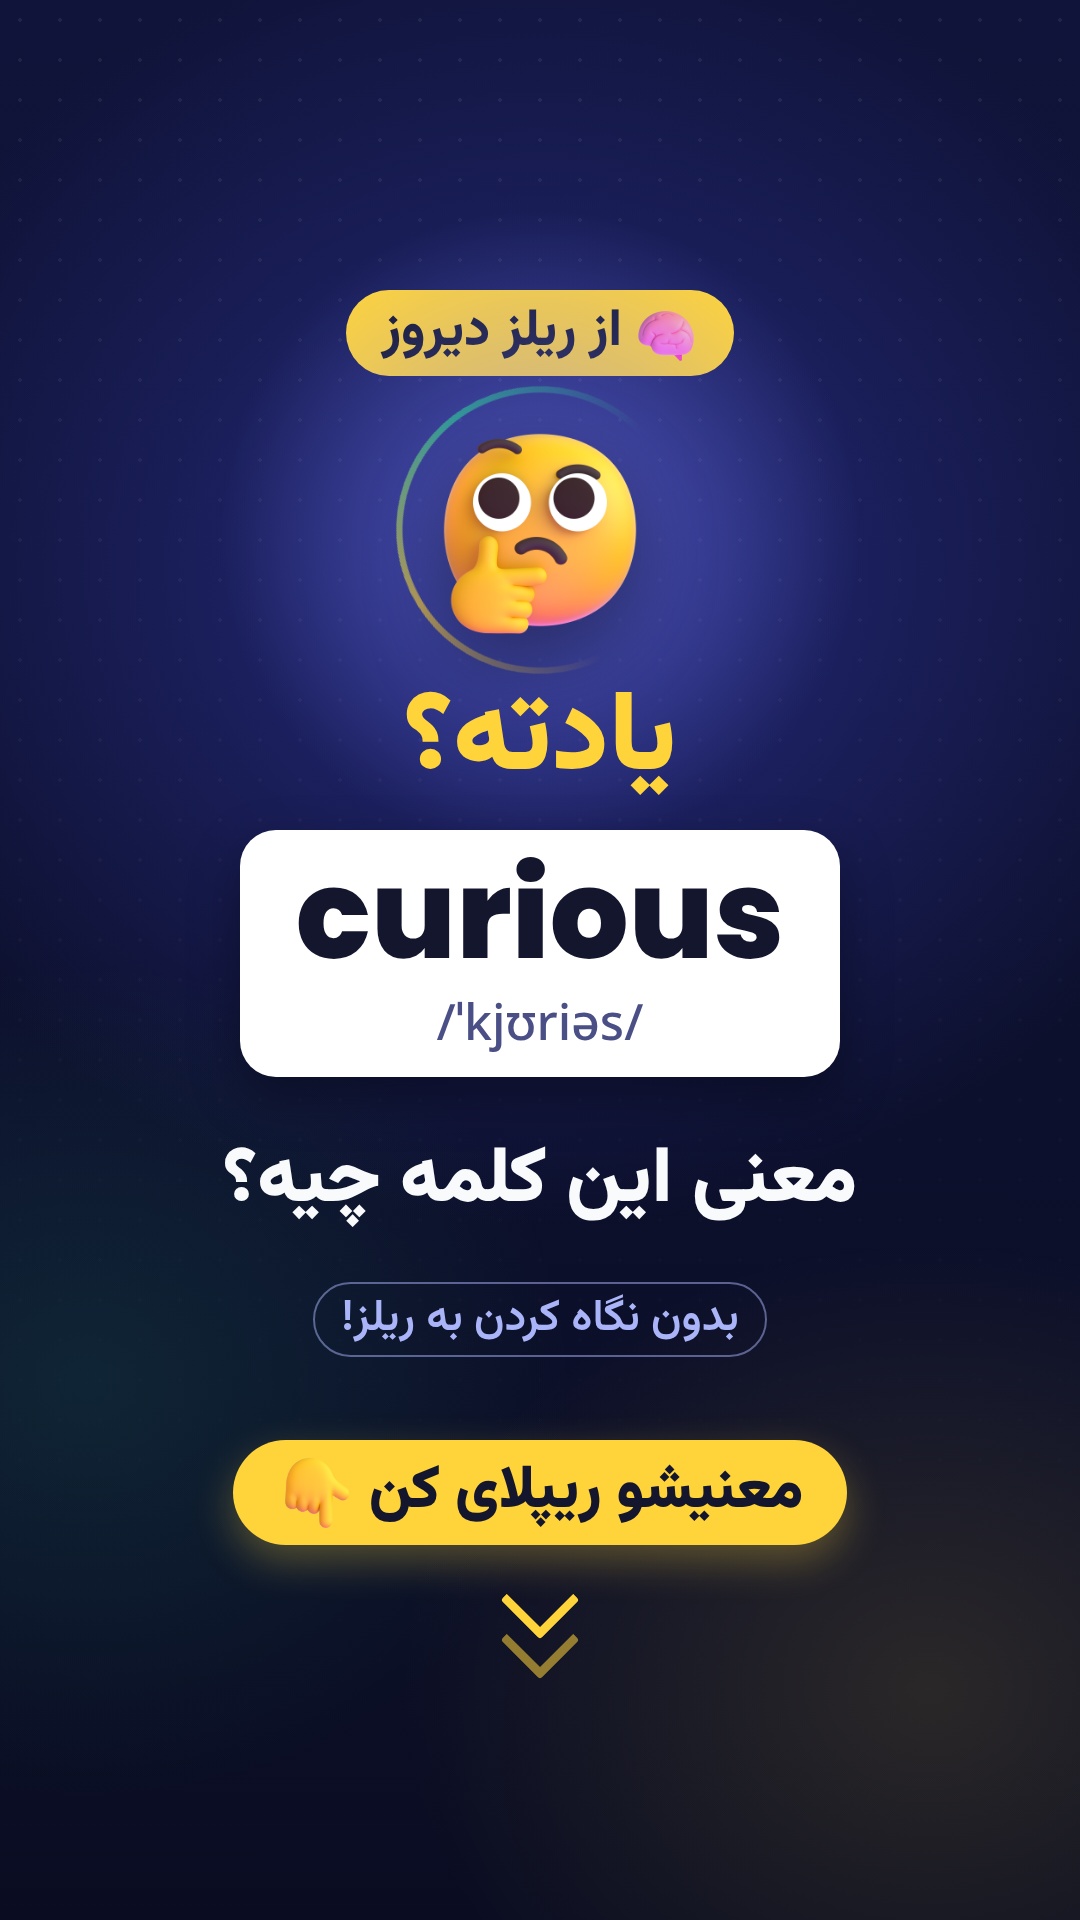 🧠 از ریلز دیروز
یادته؟
curious
/ˈkjʊriəs/
معنی این کلمه چیه؟
بدون نگاه کردن به ریلز!
معنیشو ریپلای کن 👇